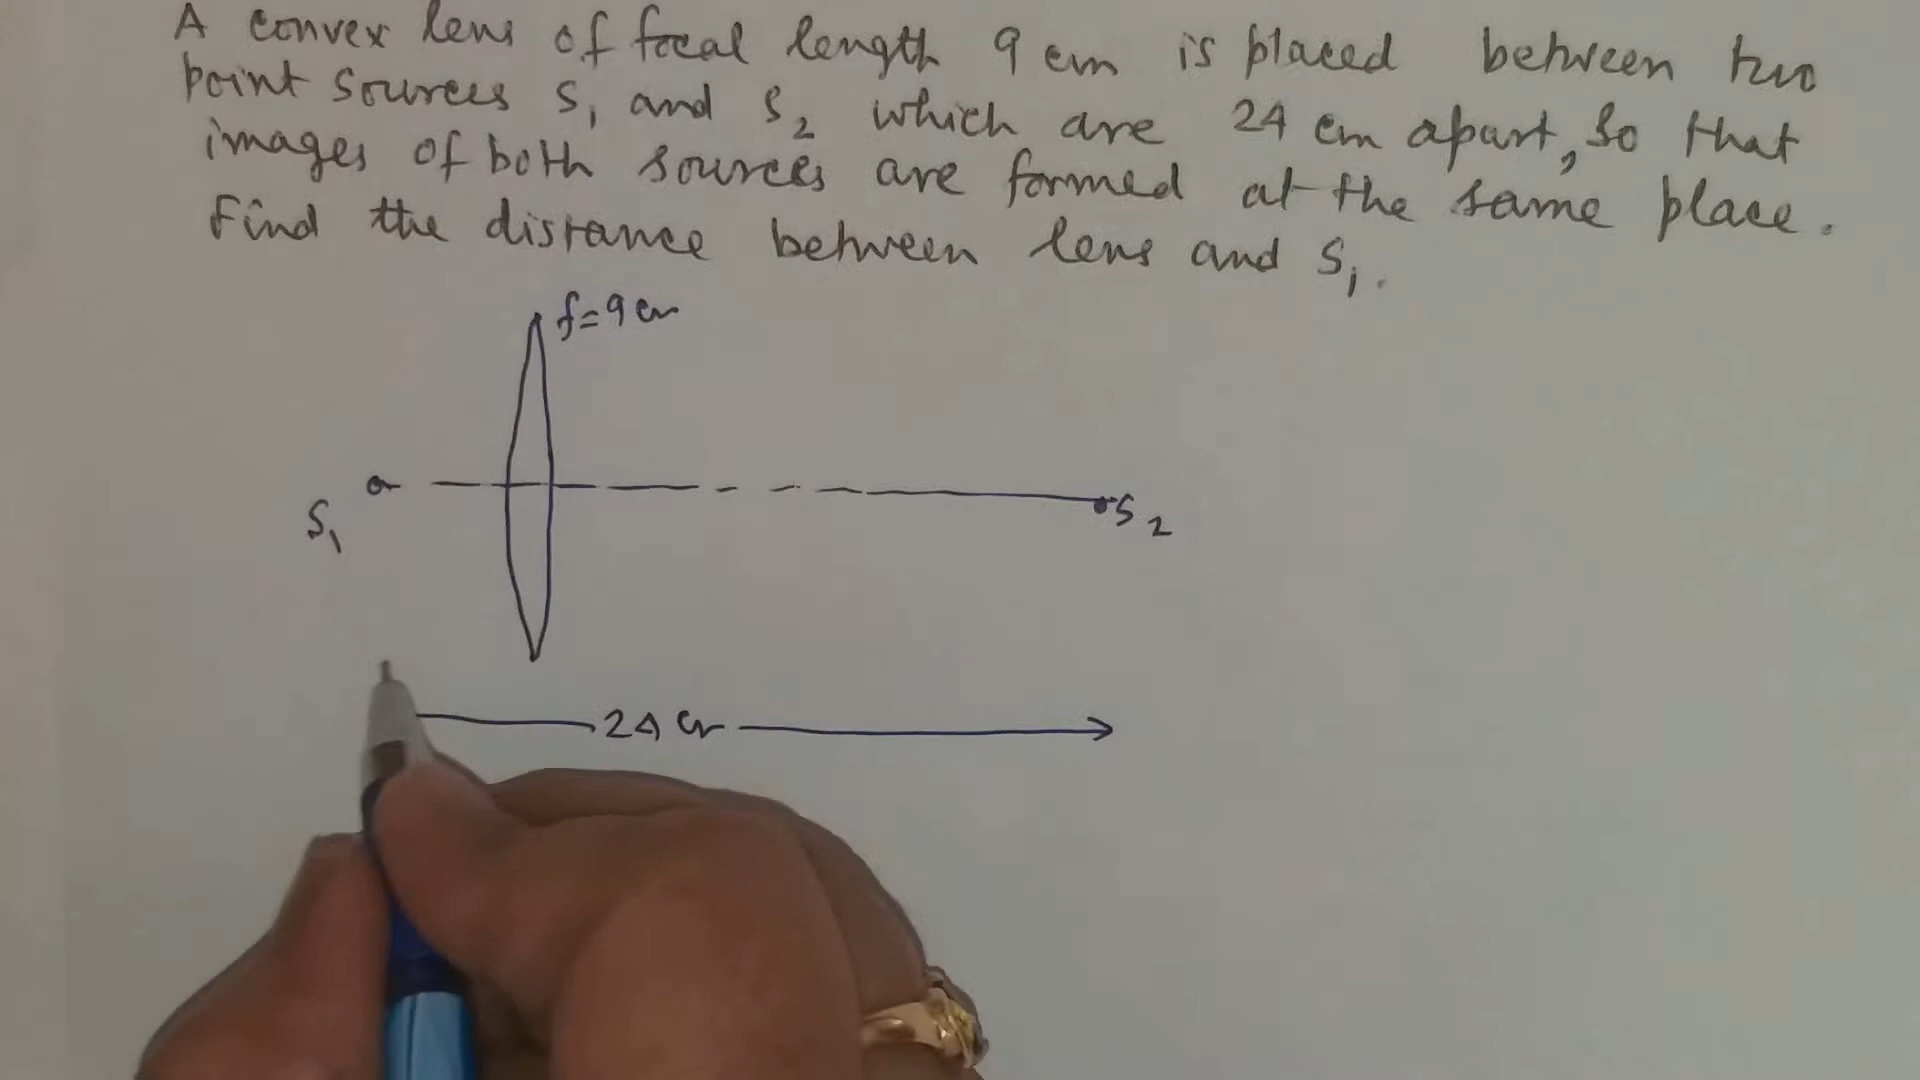 A convex lens of focal length 9 cm is placed between two
point sources S₁ and S₂ which are 24 cm apart, so that
images of both sources are formed at the same place.
Find the distance between lens and S₁.
f=9 cm
S₁
S₂
24 cm